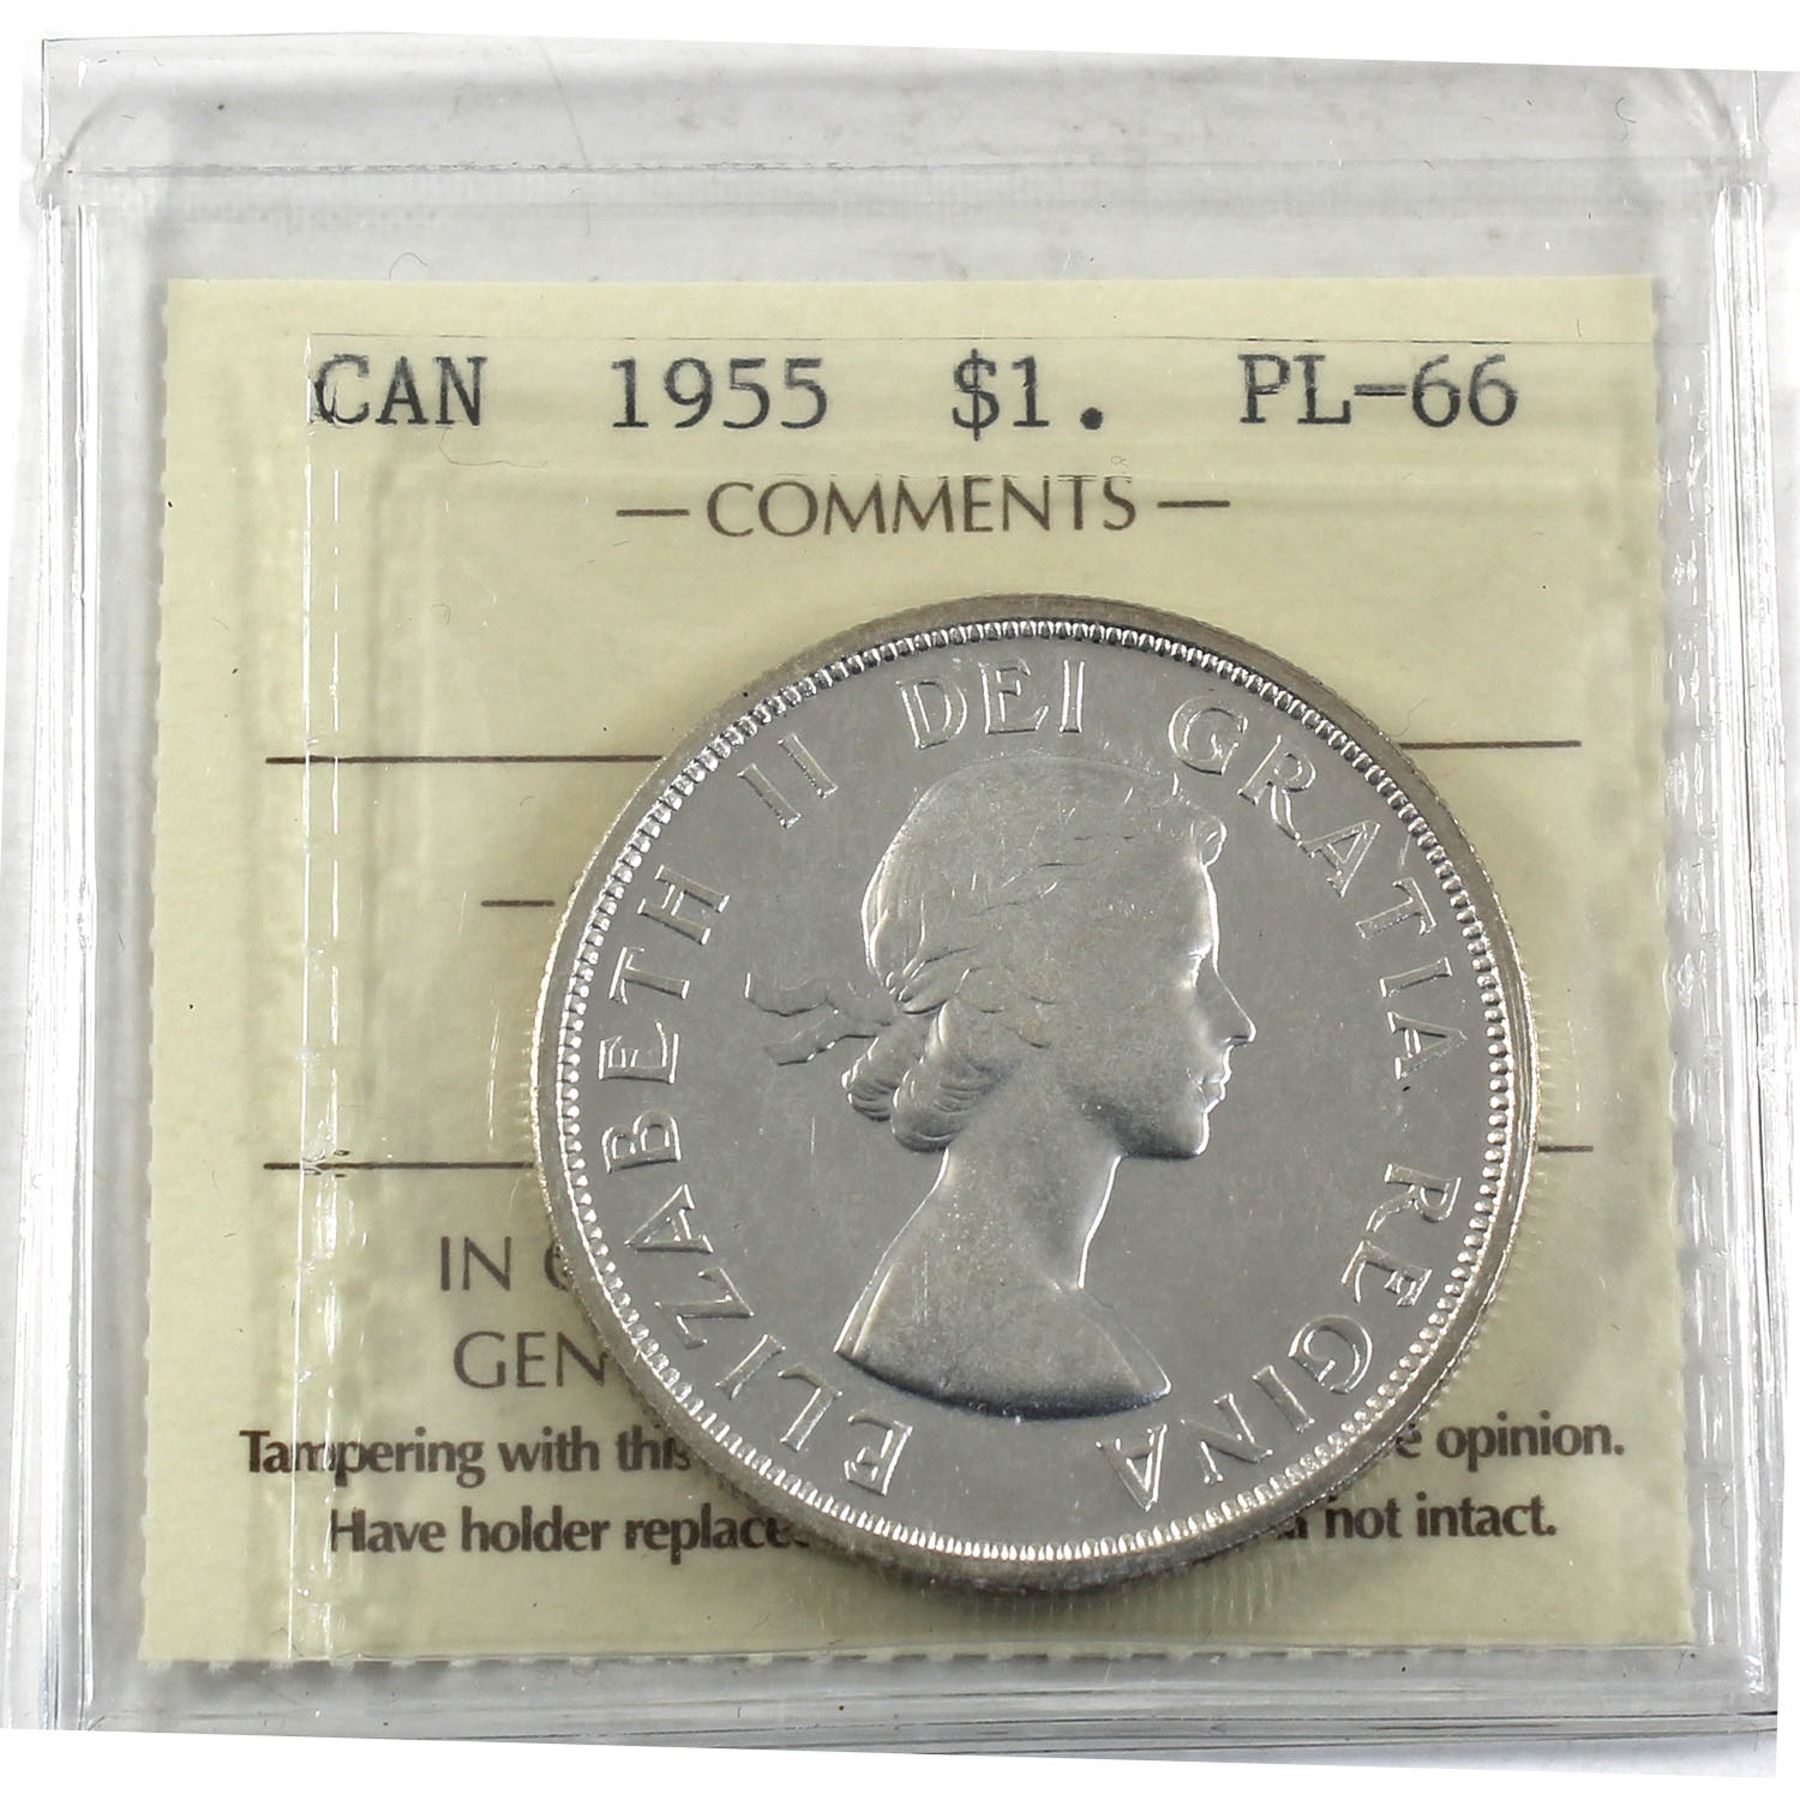 CAN 1955 $1. PL-66
— COMMENTS —
ELIZABETH II DEI GRATIA REGINA
IN
GEN
Tampering with this opinion.
Have holder replace not intact.